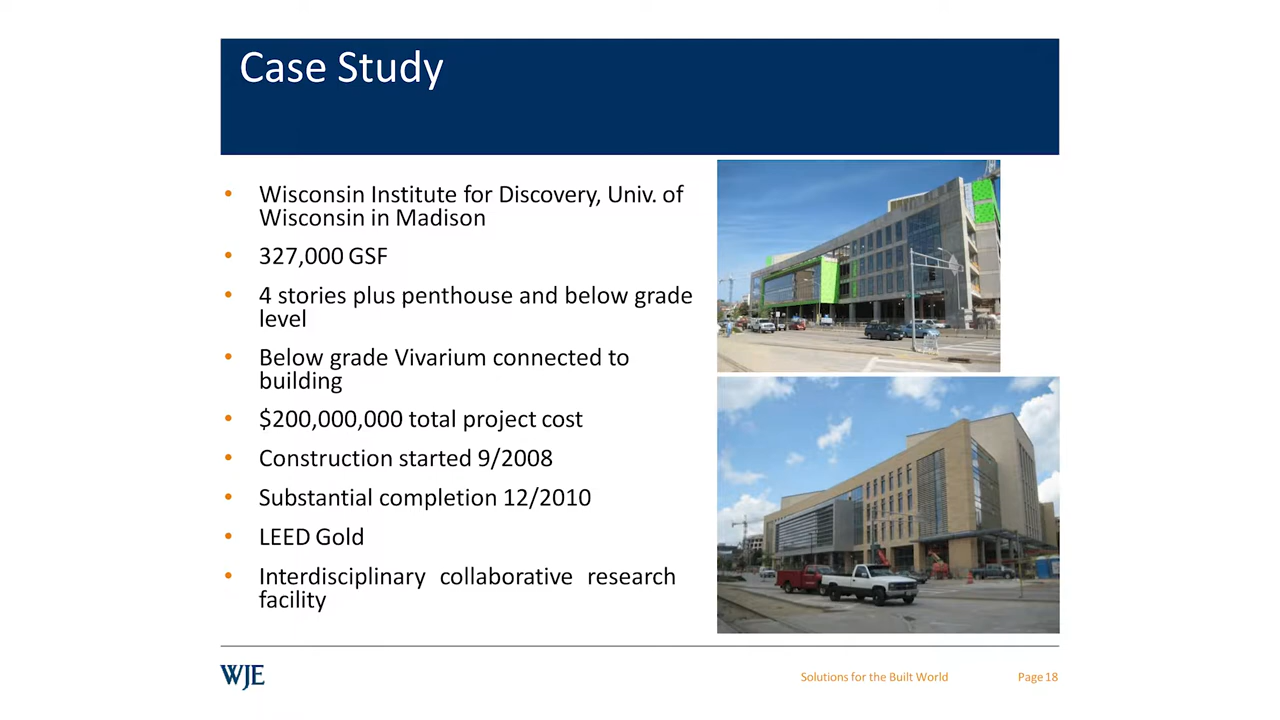 Case Study
• Wisconsin Institute for Discovery, Univ. of
Wisconsin in Madison
• 327,000 GSF
• 4 stories plus penthouse and below grade
level
• Below grade Vivarium connected to
building
• $200,000,000 total project cost
• Construction started 9/2008
• Substantial completion 12/2010
• LEED Gold
• Interdisciplinary collaborative research
facility
WJE
Solutions for the Built World
Page 18